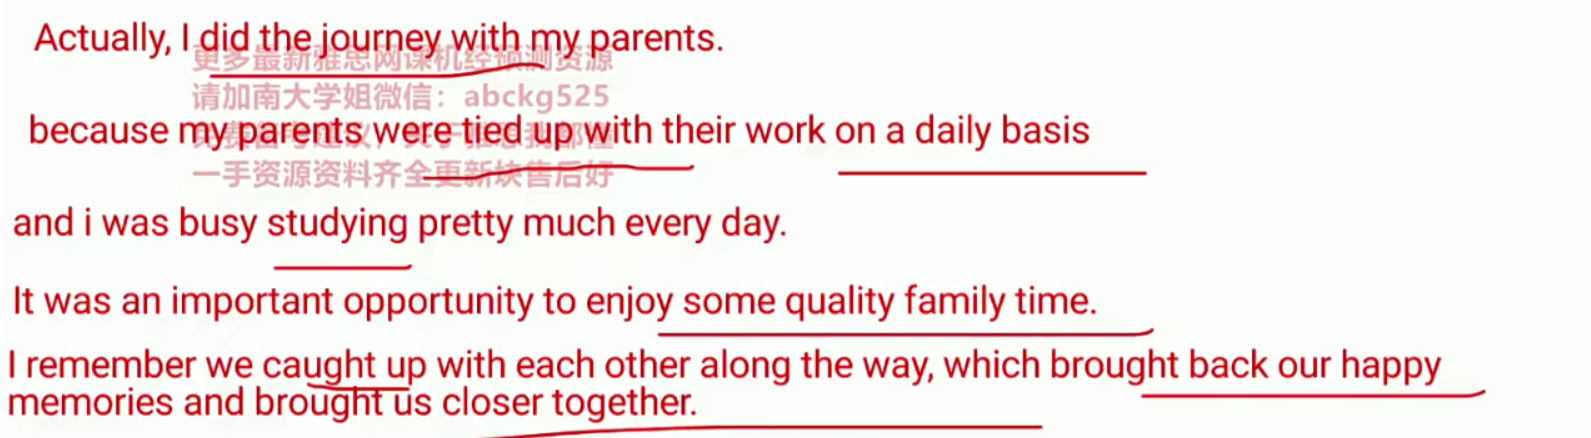 Actually, I did the journey with my parents.
更多最新雅思网课机经预测资源
请加南大学姐微信：abckg525
because my parents were tied up with their work on a daily basis
一手资源资料齐全更新块售后好
and i was busy studying pretty much every day.
It was an important opportunity to enjoy some quality family time.
I remember we caught up with each other along the way, which brought back our happy
memories and brought us closer together.